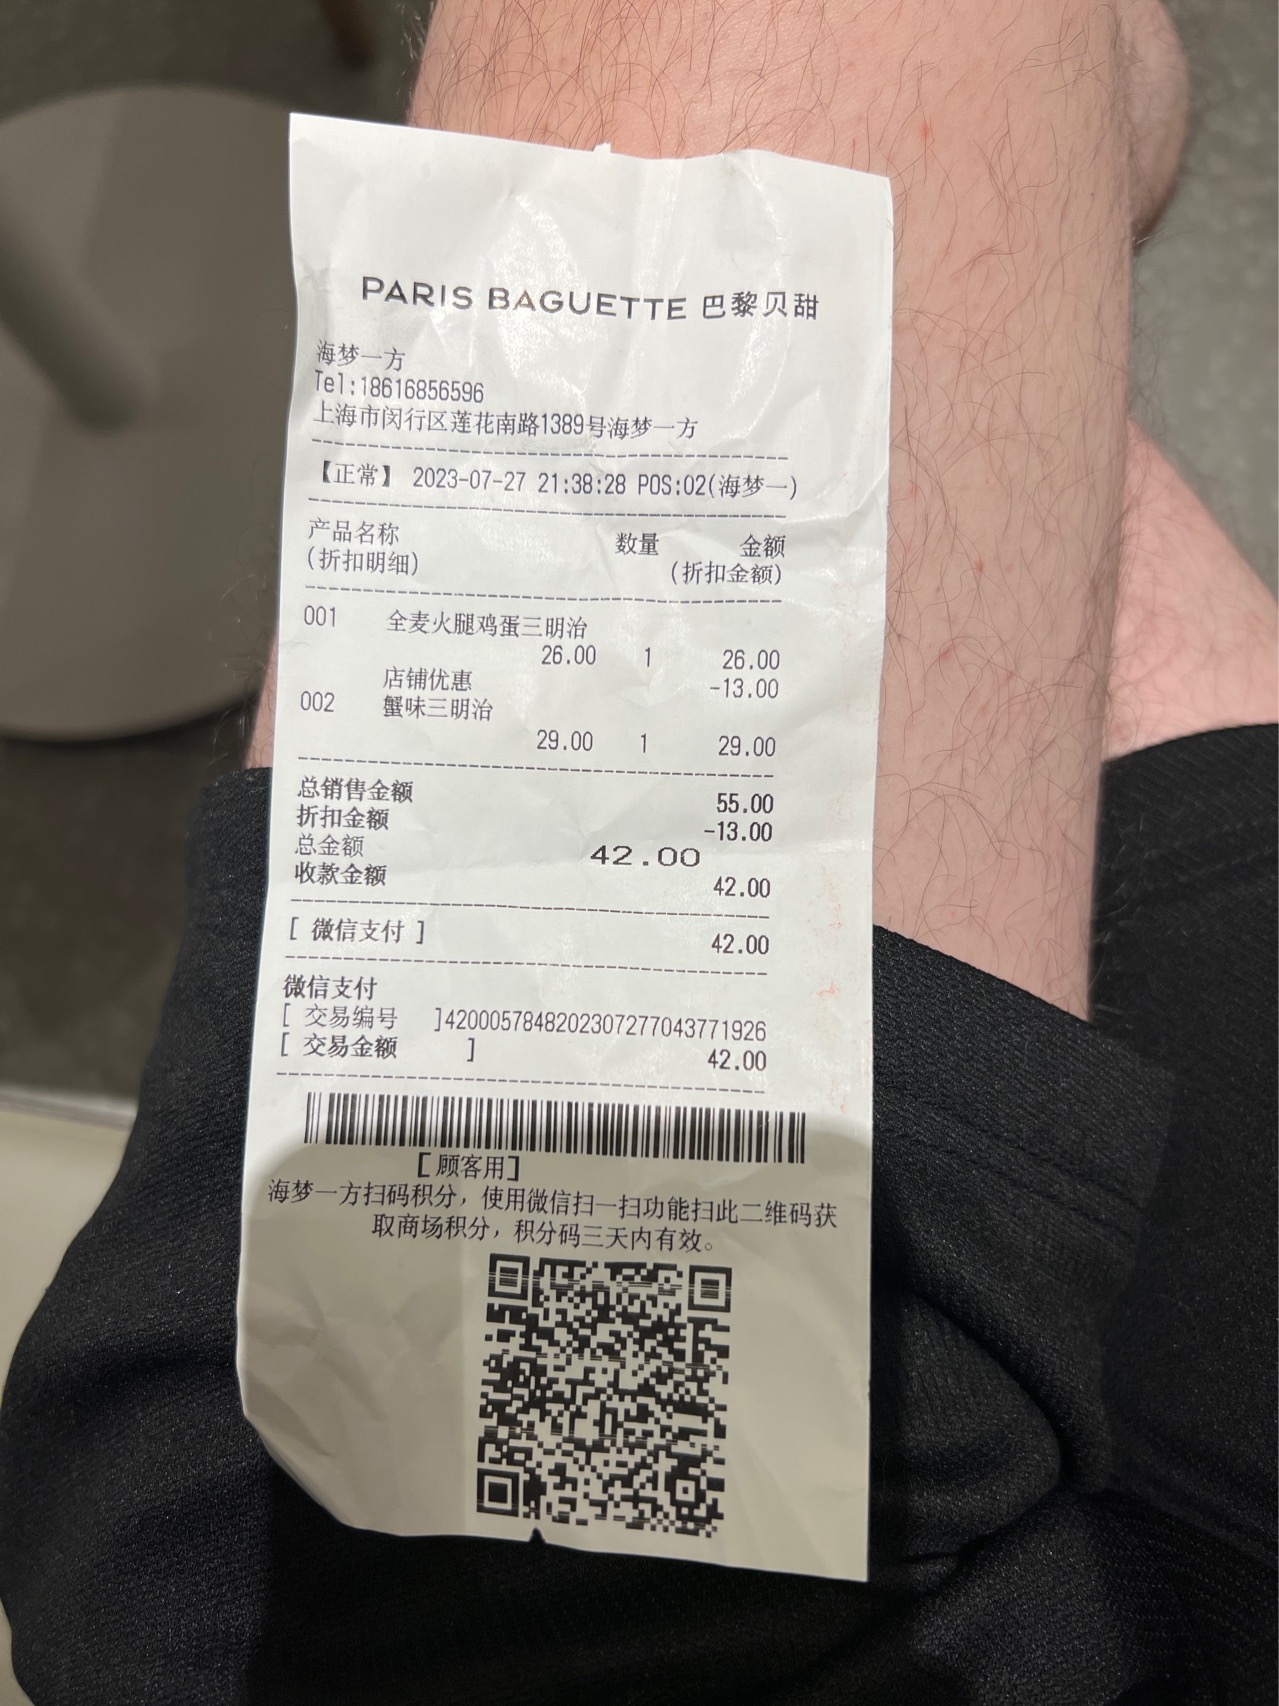 PARIS BAGUETTE 巴黎贝甜
海梦一方
Tel:18616856596
上海市闵行区莲花南路1389号海梦一方
【正常】 2023-07-27 21:38:28 POS:02(海梦一)
产品名称 数量 金额
(折扣明细) (折扣金额)
001 全麦火腿鸡蛋三明治
26.00 1 26.00
店铺优惠 -13.00
002 蟹味三明治
29.00 1 29.00
总销售金额 55.00
折扣金额 -13.00
总金额 42.00
收款金额 42.00
[ 微信支付 ] 42.00
微信支付
[ 交易编号 ]4200057848202307277043771926
[ 交易金额 ] 42.00
[顾客用]
海梦一方扫码积分，使用微信扫一扫功能扫此二维码获
取商场积分，积分码三天内有效。